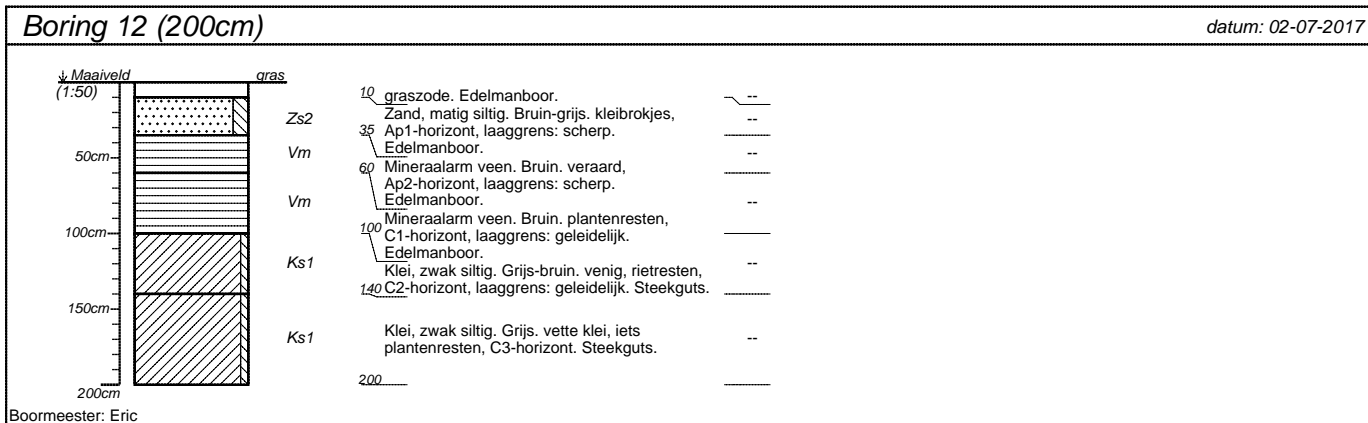 Boring 12 (200cm)
datum: 02-07-2017
Maaiveld
gras
(1:50)
10 graszode. Edelmanboor. --
Zs2
Zand, matig siltig. Bruin-grijs. kleibrokjes, --
35 Ap1-horizont, laaggrens: scherp.
Edelmanboor.
50cm
Vm
--
60 Mineraalarm veen. Bruin. veraard,
Ap2-horizont, laaggrens: scherp.
Vm
Edelmanboor. --
Mineraalarm veen. Bruin. plantenresten,
100cm
100 C1-horizont, laaggrens: geleidelijk.
Edelmanboor.
Ks1
--
Klei, zwak siltig. Grijs-bruin. venig, rietresten,
140 C2-horizont, laaggrens: geleidelijk. Steekguts.
150cm
Ks1
Klei, zwak siltig. Grijs. vette klei, iets
plantenresten, C3-horizont. Steekguts. --
200
200cm
Boormeester: Eric